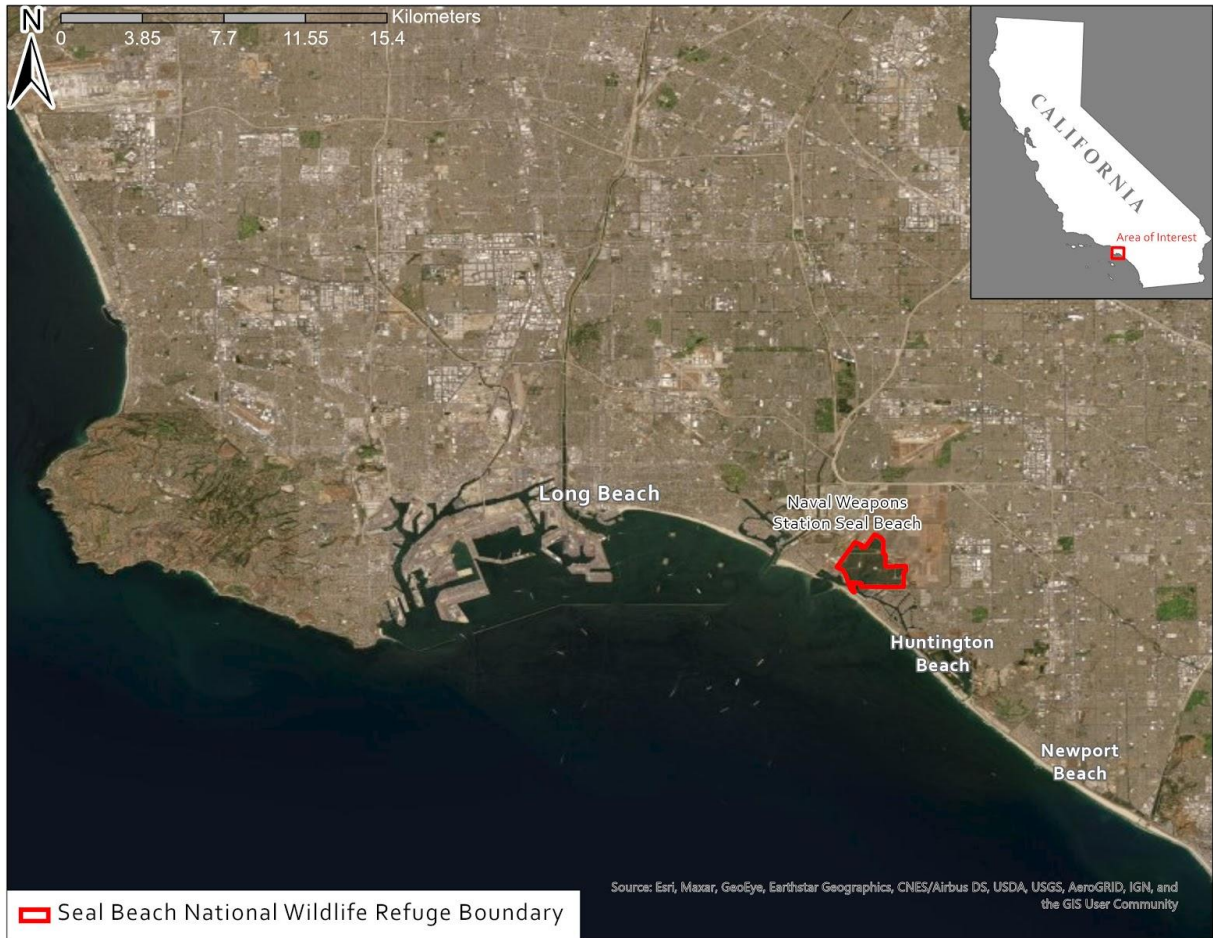 N
Kilometers
0 3.85 7.7 11.55 15.4
CALIFORNIA
Area of Interest
Long Beach
Naval Weapons
Station Seal Beach
Huntington
Beach
Newport
Beach
Source: Esri, Maxar, GeoEye, Earthstar Geographics, CNES/Airbus DS, USDA, USGS, AeroGRID, IGN, and
the GIS User Community
Seal Beach National Wildlife Refuge Boundary